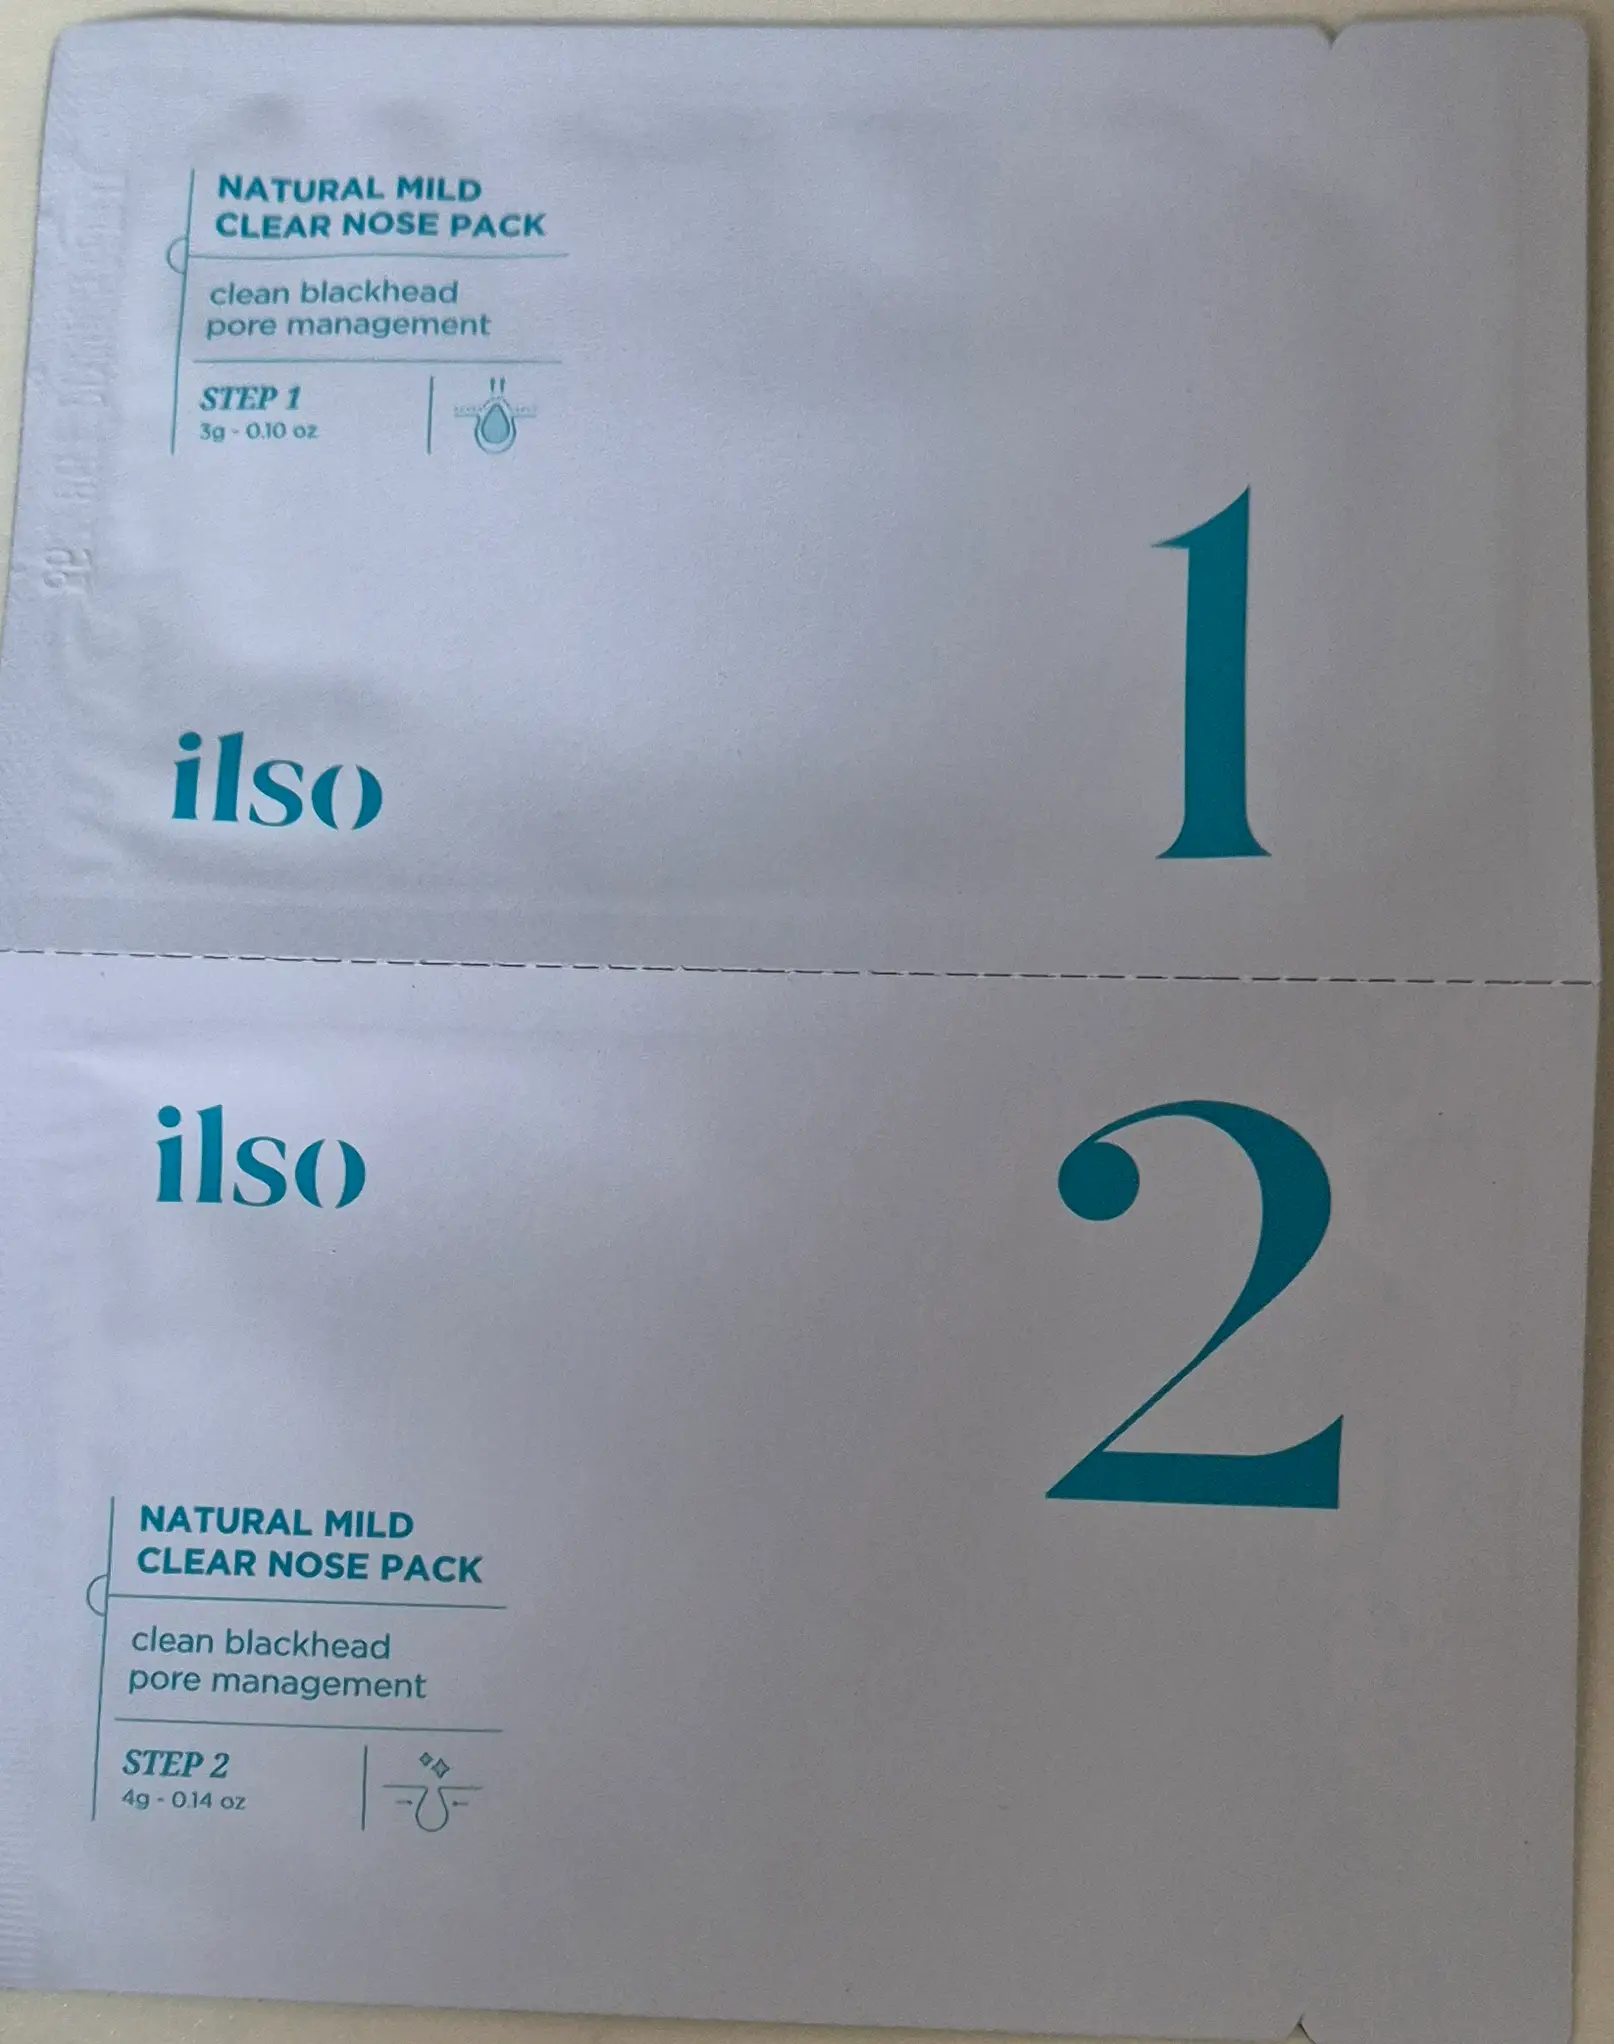 NATURAL MILD
CLEAR NOSE PACK
clean blackhead
pore management
STEP 1
3g - 0.10 oz
ilso
1
ilso
2
NATURAL MILD
CLEAR NOSE PACK
clean blackhead
pore management
STEP 2
4g - 0.14 oz